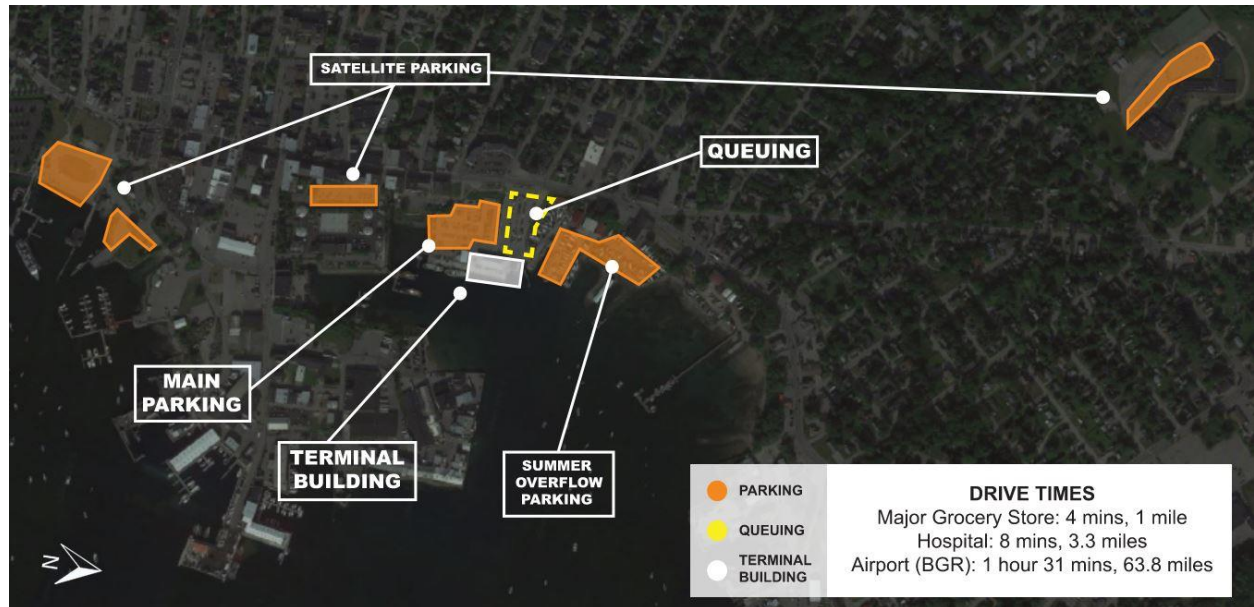 SATELLITE PARKING
QUEUING
MAIN
PARKING
TERMINAL
BUILDING
SUMMER
OVERFLOW
PARKING
N
PARKING
QUEUING
TERMINAL
BUILDING
DRIVE TIMES
Major Grocery Store: 4 mins, 1 mile
Hospital: 8 mins, 3.3 miles
Airport (BGR): 1 hour 31 mins, 63.8 miles